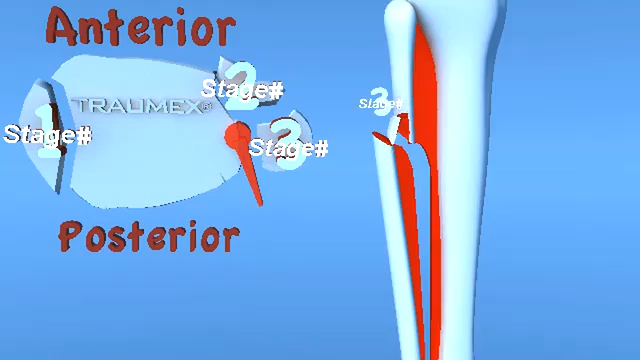 Anterior
2
Stage#
TRAUMEX®
1
Stage#
3
Stage#
Posterior
3
Stage#